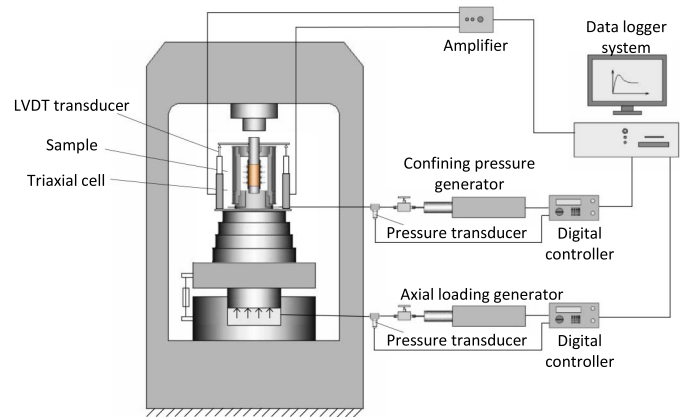 Amplifier
Data logger
system
LVDT transducer
Sample
Triaxial cell
Confining pressure
generator
Pressure transducer
Digital
controller
Axial loading generator
Pressure transducer
Digital
controller